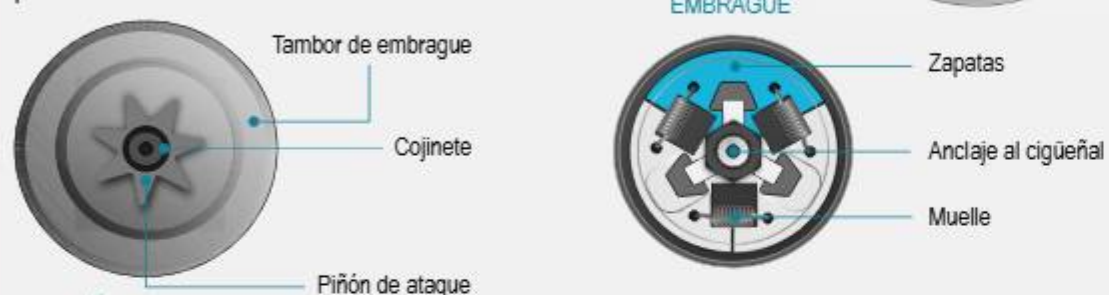 EMBRAGUE
Tambor de embrague
Cojinete
Piñón de ataque
Zapatas
Anclaje al cigüeñal
Muelle